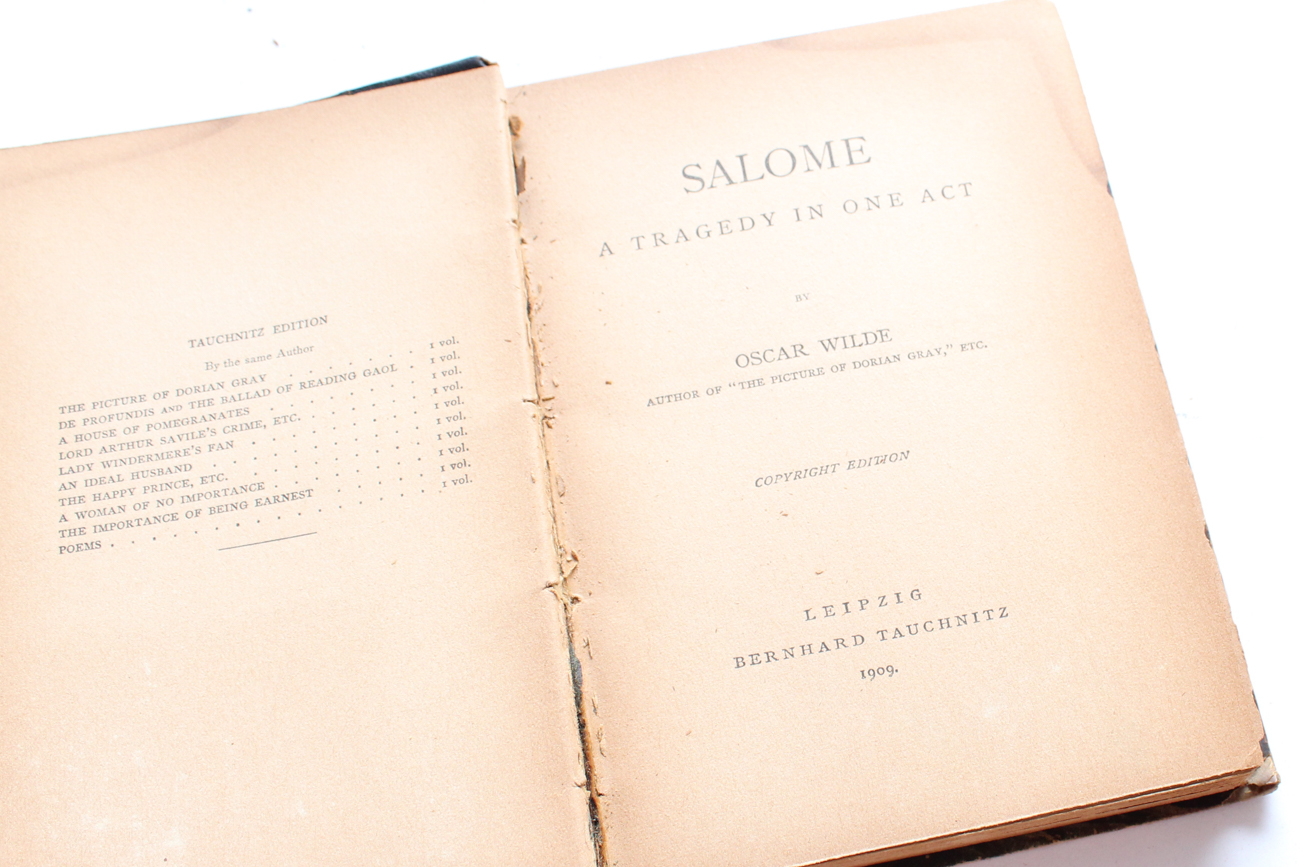 TAUCHNITZ EDITION
By the same Author
THE PICTURE OF DORIAN GRAY . . . . . . . 1 vol.
DE PROFUNDIS AND THE BALLAD OF READING GAOL . 1 vol.
A HOUSE OF POMEGRANATES . . . . . . . 1 vol.
LORD ARTHUR SAVILE'S CRIME, ETC. . . . . . 1 vol.
LADY WINDERMERE'S FAN . . . . . . . . 1 vol.
AN IDEAL HUSBAND . . . . . . . . . 1 vol.
THE HAPPY PRINCE, ETC. . . . . . . . . 1 vol.
A WOMAN OF NO IMPORTANCE . . . . . . . 1 vol.
THE IMPORTANCE OF BEING EARNEST . . . . . 1 vol.
POEMS . . . . . . . . . . . . 1 vol.
SALOME
A TRAGEDY IN ONE ACT
BY
OSCAR WILDE
AUTHOR OF "THE PICTURE OF DORIAN GRAY," ETC.
COPYRIGHT EDITION
LEIPZIG
BERNHARD TAUCHNITZ
1909.